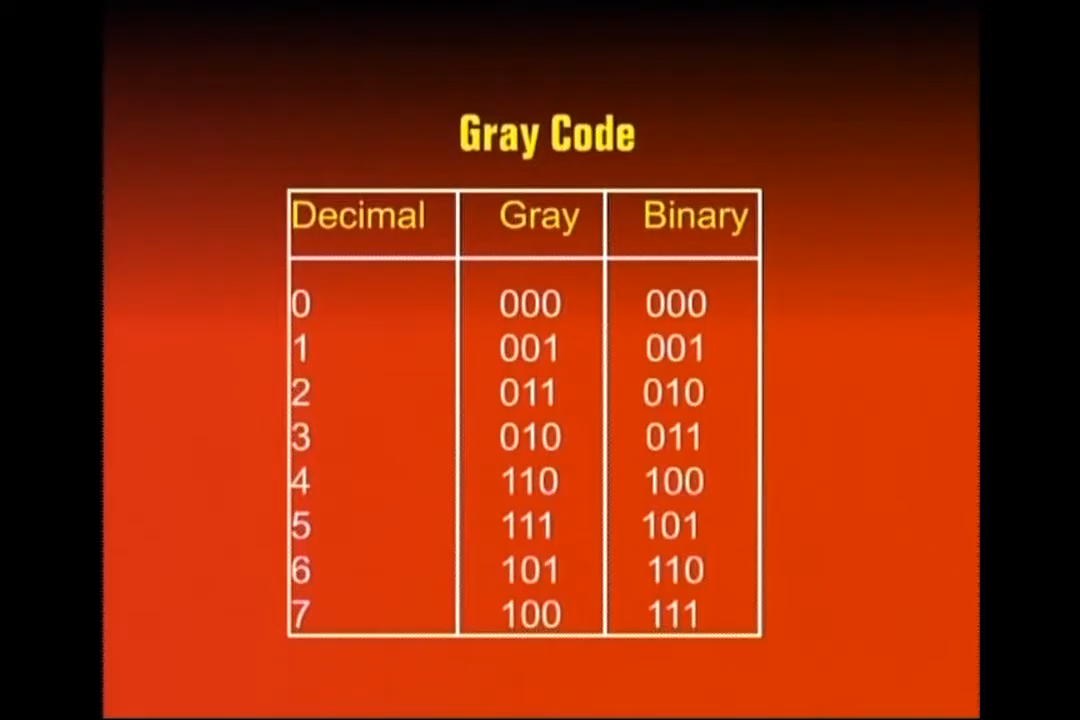 Gray Code
Decimal Gray Binary
0 000 000
1 001 001
2 011 010
3 010 011
4 110 100
5 111 101
6 101 110
7 100 111